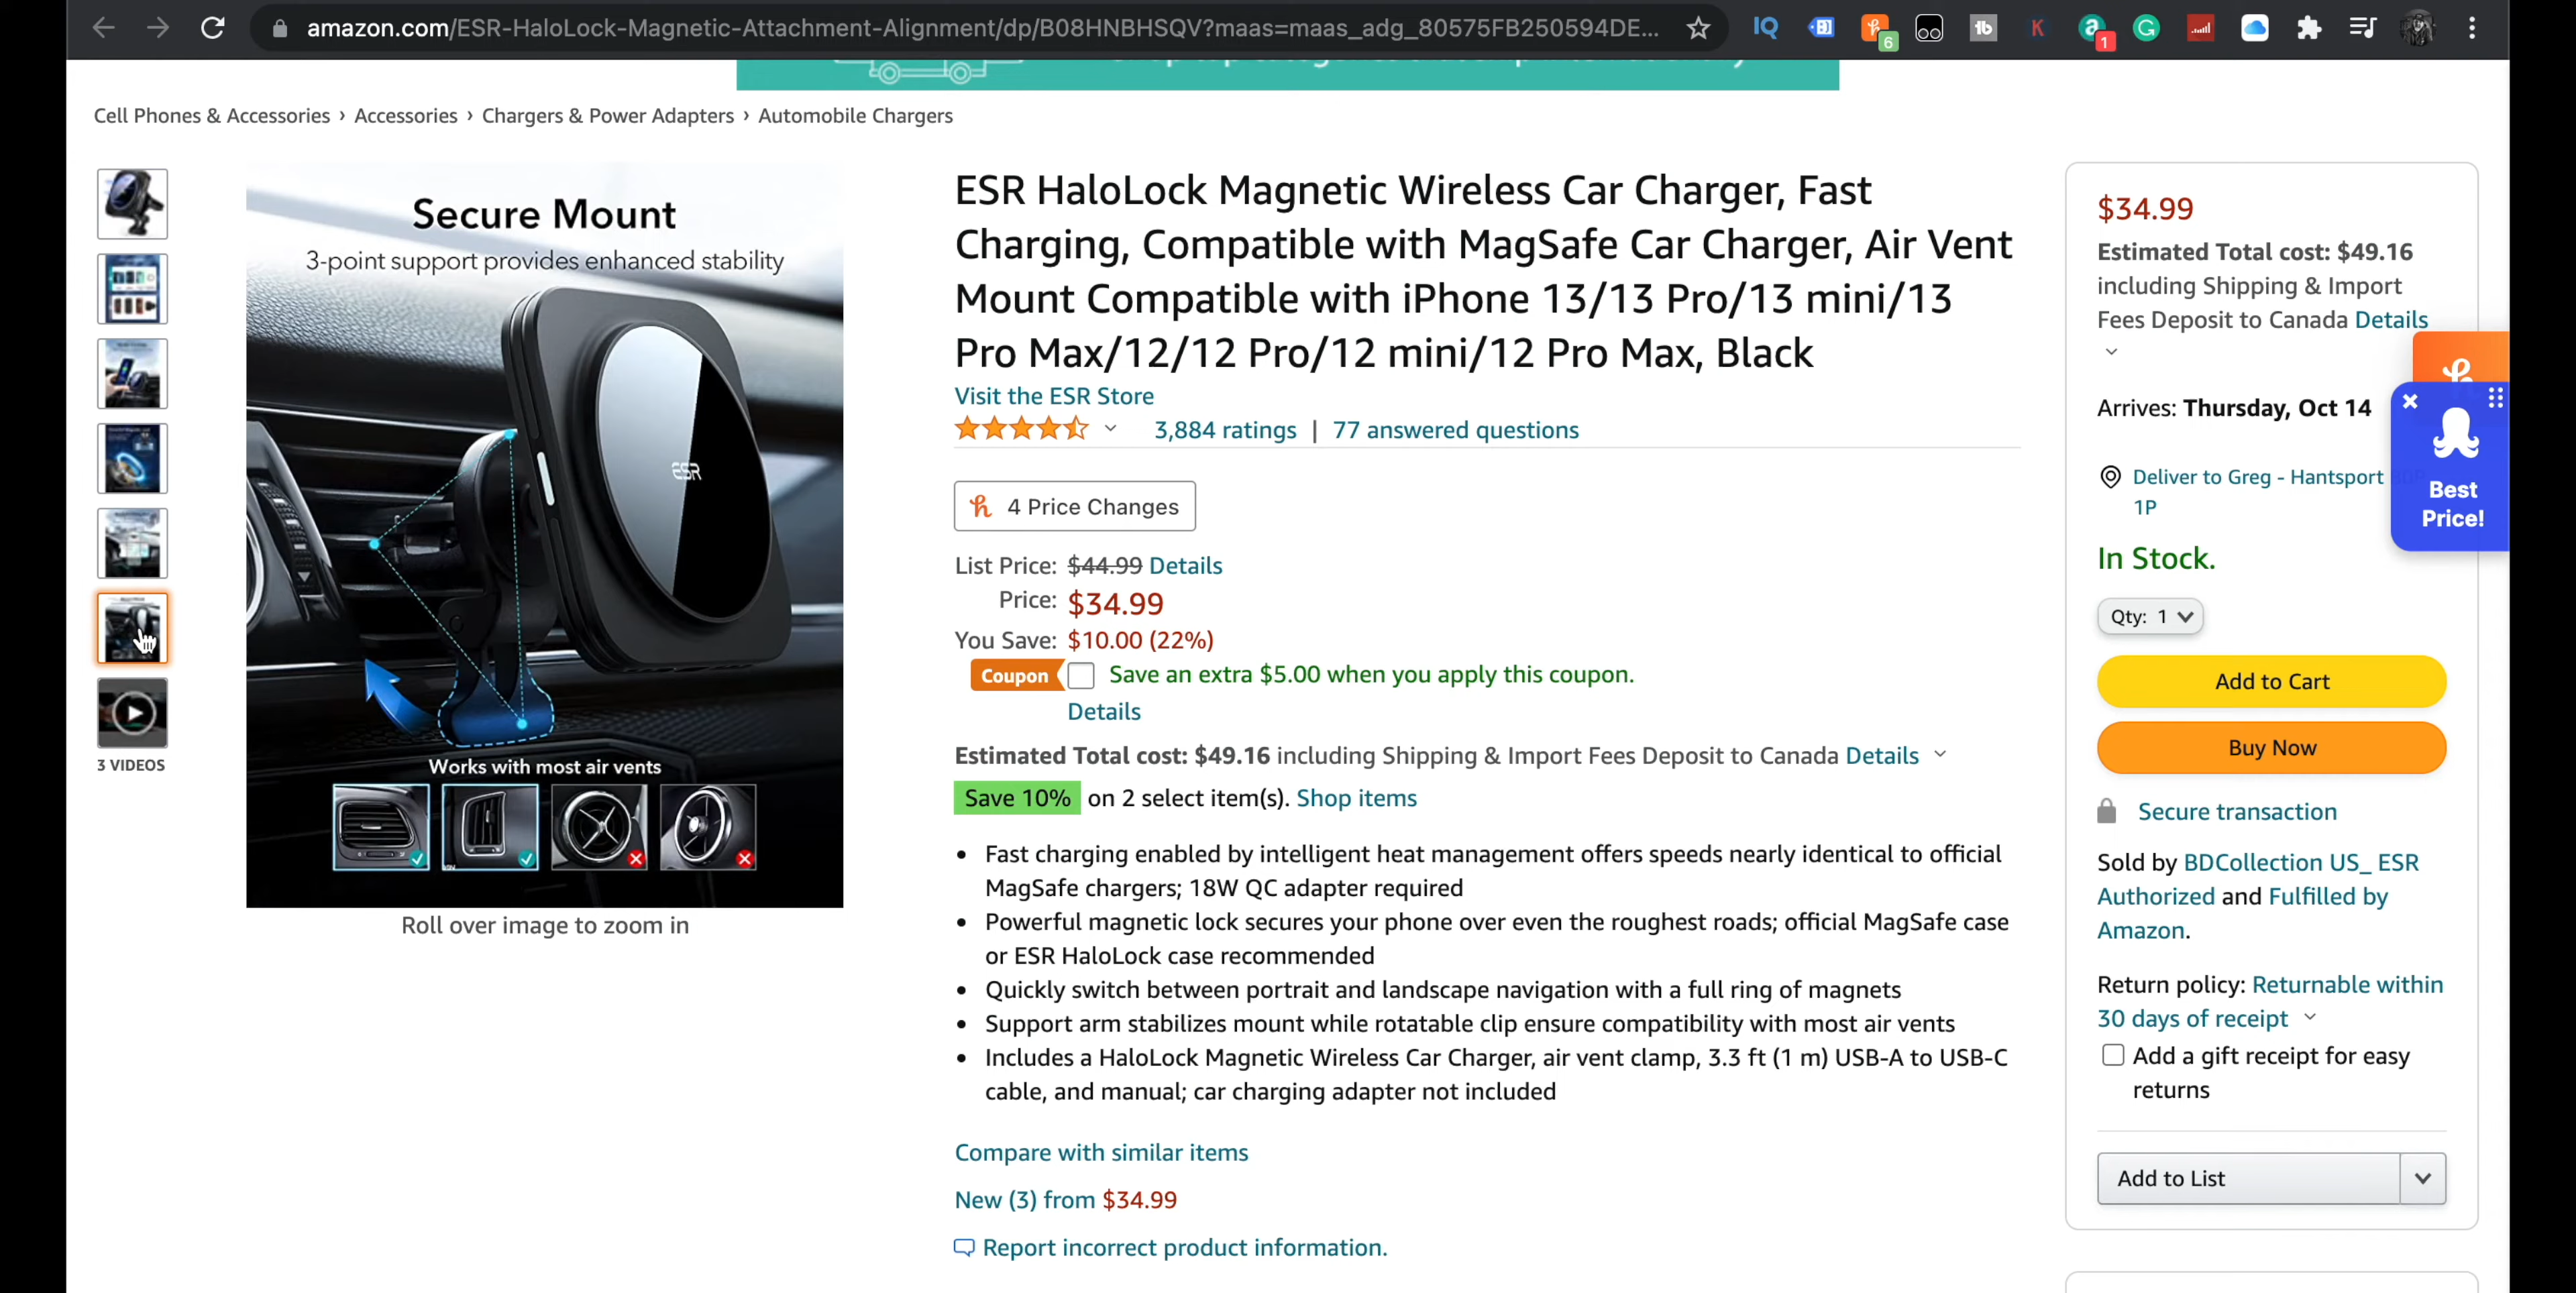 amazon.com/ESR-HaloLock-Magnetic-Attachment-Alignment/dp/B08HNBHSQV?maas=maas_adg_80575FB250594DE...
6
1
Cell Phones & Accessories › Accessories › Chargers & Power Adapters › Automobile Chargers
Secure Mount
3-point support provides enhanced stability
ESR
Works with most air vents
Roll over image to zoom in
3 VIDEOS
ESR HaloLock Magnetic Wireless Car Charger, Fast
Charging, Compatible with MagSafe Car Charger, Air Vent
Mount Compatible with iPhone 13/13 Pro/13 mini/13
Pro Max/12/12 Pro/12 mini/12 Pro Max, Black
Visit the ESR Store
3,884 ratings | 77 answered questions
4 Price Changes
List Price: $44.99 Details
Price: $34.99
You Save: $10.00 (22%)
Coupon Save an extra $5.00 when you apply this coupon.
Details
Estimated Total cost: $49.16 including Shipping & Import Fees Deposit to Canada Details
Save 10% on 2 select item(s). Shop items
• Fast charging enabled by intelligent heat management offers speeds nearly identical to official
MagSafe chargers; 18W QC adapter required
• Powerful magnetic lock secures your phone over even the roughest roads; official MagSafe case
or ESR HaloLock case recommended
• Quickly switch between portrait and landscape navigation with a full ring of magnets
• Support arm stabilizes mount while rotatable clip ensure compatibility with most air vents
• Includes a HaloLock Magnetic Wireless Car Charger, air vent clamp, 3.3 ft (1 m) USB-A to USB-C
cable, and manual; car charging adapter not included
Compare with similar items
New (3) from $34.99
Report incorrect product information.
$34.99
Estimated Total cost: $49.16
including Shipping & Import
Fees Deposit to Canada Details
Arrives: Thursday, Oct 14
Deliver to Greg - Hantsport
1P
Best
Price!
In Stock.
Qty: 1
Add to Cart
Buy Now
Secure transaction
Sold by BDCollection US_ ESR
Authorized and Fulfilled by
Amazon.
Return policy: Returnable within
30 days of receipt
Add a gift receipt for easy
returns
Add to List